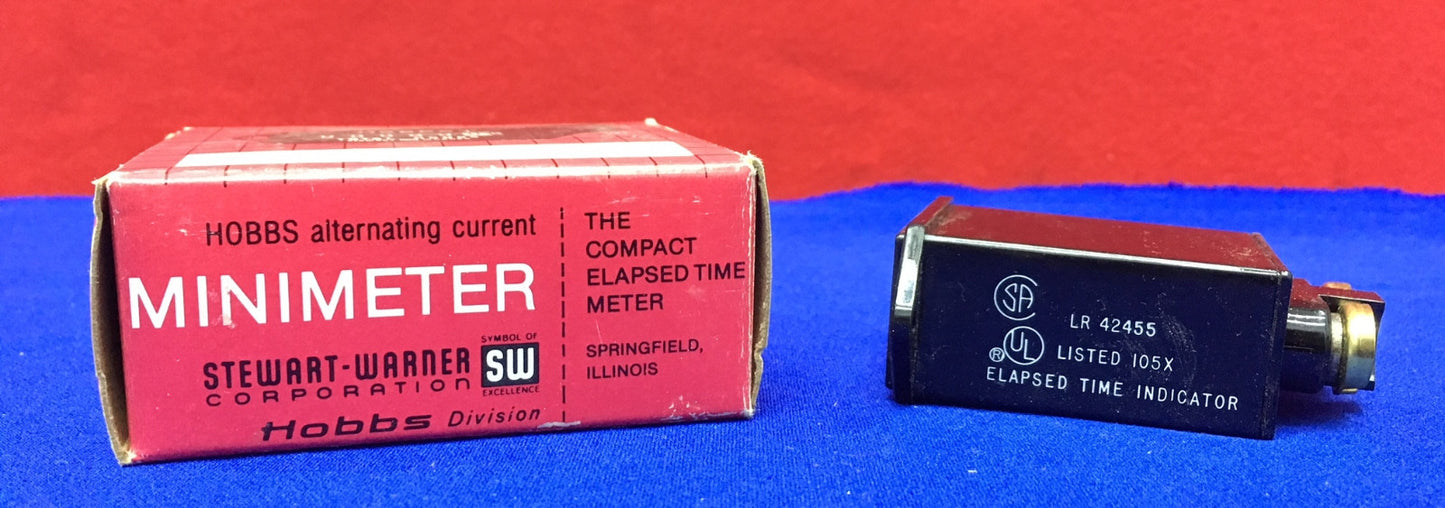 HOBBS alternating current
MINIMETER
STEWART-WARNER
CORPORATION
SYMBOL OF
SW
EXCELLENCE
Hobbs Division
THE
COMPACT
ELAPSED TIME
METER
SPRINGFIELD,
ILLINOIS
SA
LR 42455
® UL LISTED 105X
ELAPSED TIME INDICATOR